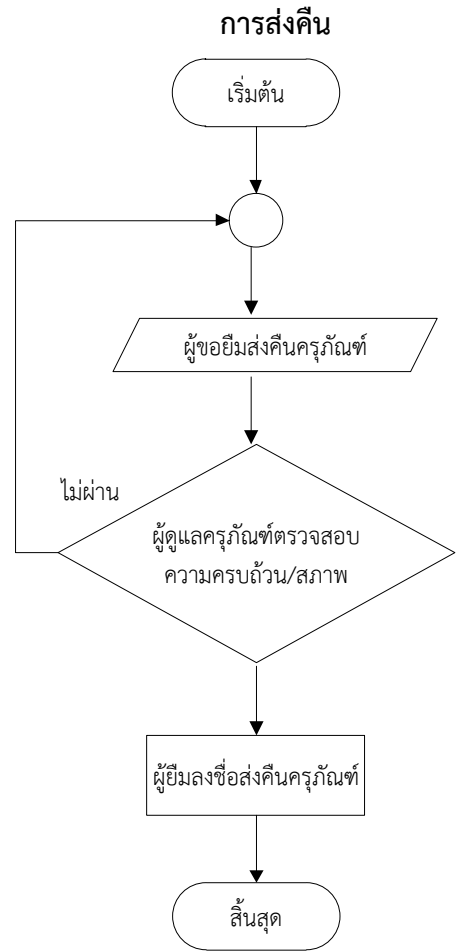 การส่งคืน
เริ่มต้น
ผู้ขอยืมส่งคืนครุภัณฑ์
ไม่ผ่าน
ผู้ดูแลครุภัณฑ์ตรวจสอบ
ความครบถ้วน/สภาพ
ผู้ยืมลงชื่อส่งคืนครุภัณฑ์
สิ้นสุด